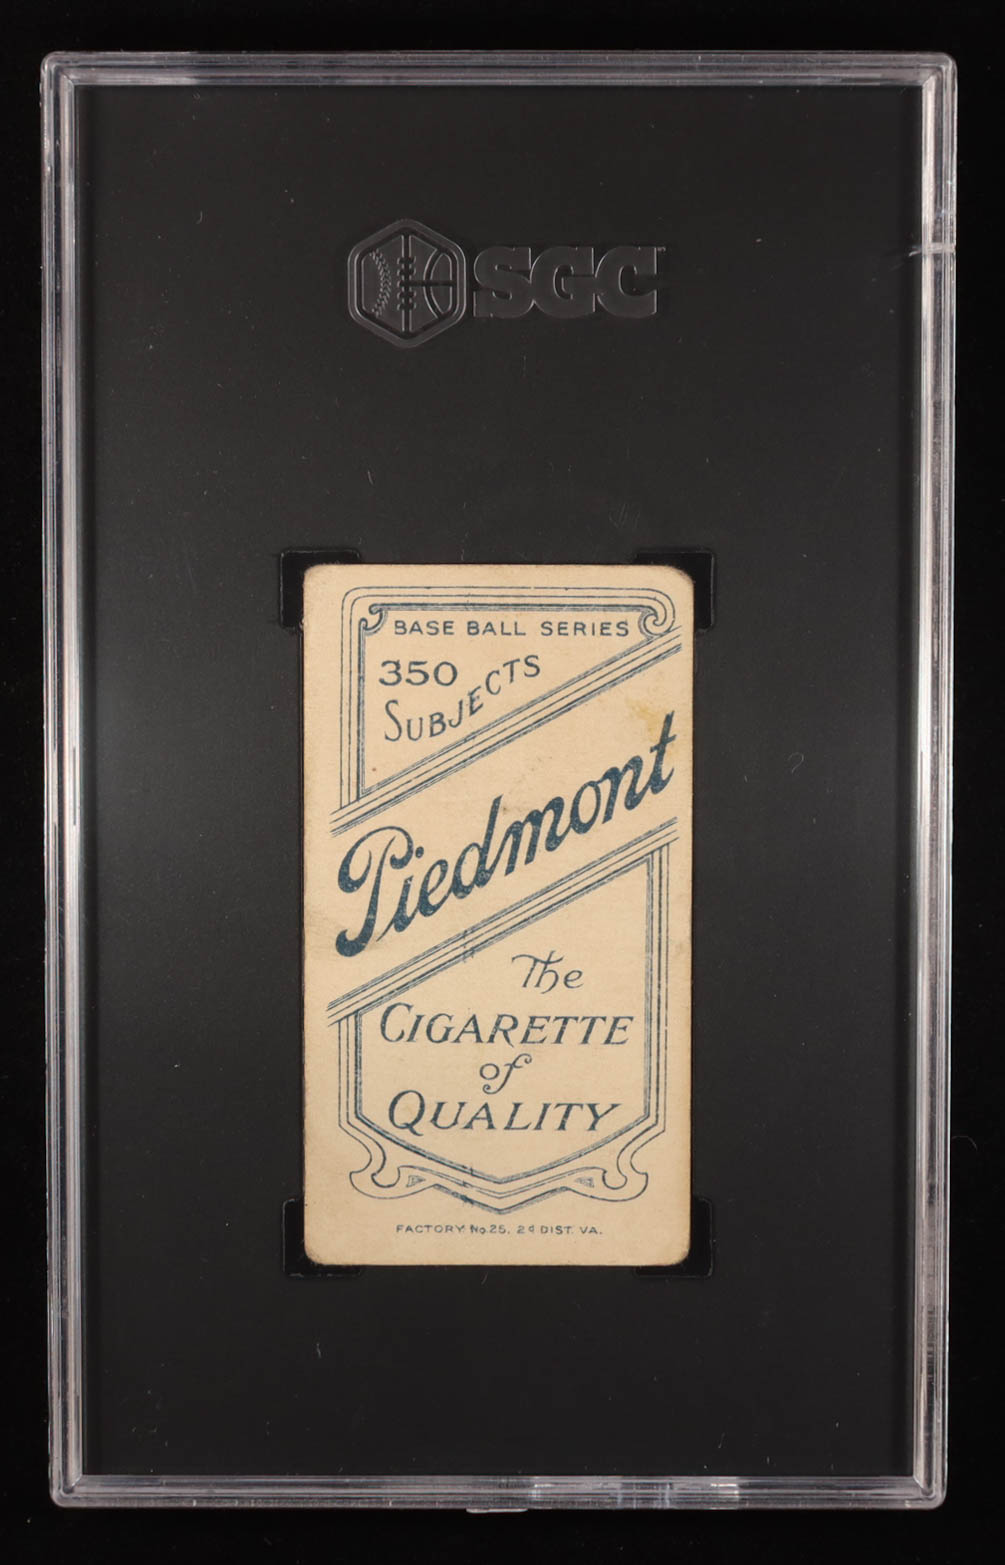 SGC
BASE BALL SERIES
350
SUBJECTS
Piedmont
The
CIGARETTE
of
QUALITY
FACTORY No 25, 2d DIST. VA.